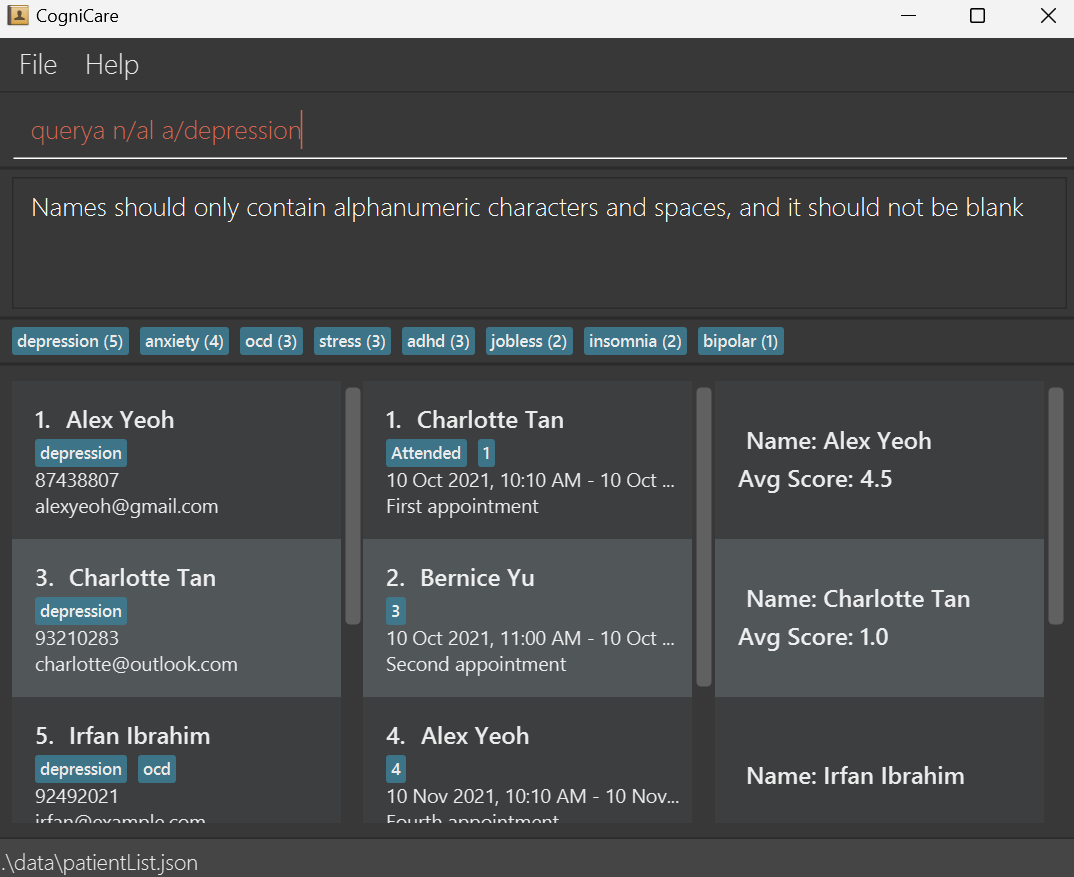 CogniCare
File Help
querya n/al a/depression
Names should only contain alphanumeric characters and spaces, and it should not be blank
depression (5) anxiety (4) ocd (3) stress (3) adhd (3) jobless (2) insomnia (2) bipolar (1)
1. Alex Yeoh
depression
87438807
alexyeoh@gmail.com
3. Charlotte Tan
depression
93210283
charlotte@outlook.com
5. Irfan Ibrahim
depression ocd
92492021
irfan@example.com
1. Charlotte Tan
Attended 1
10 Oct 2021, 10:10 AM - 10 Oct ...
First appointment
2. Bernice Yu
3
10 Oct 2021, 11:00 AM - 10 Oct ...
Second appointment
4. Alex Yeoh
4
10 Nov 2021, 10:10 AM - 10 Nov...
Fourth appointment
Name: Alex Yeoh
Avg Score: 4.5
Name: Charlotte Tan
Avg Score: 1.0
Name: Irfan Ibrahim
.\data\patientList.json